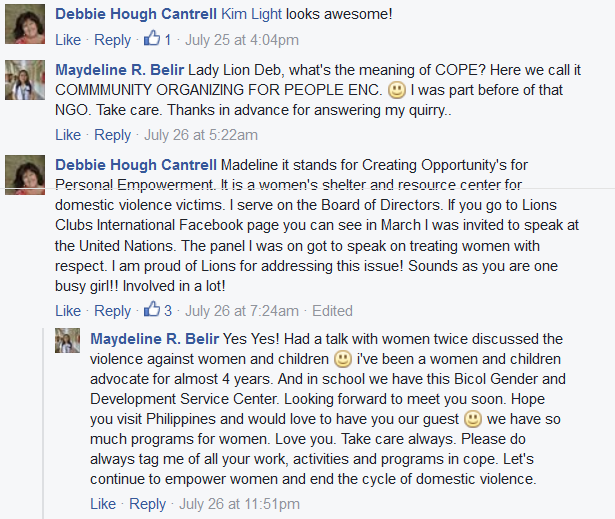 Debbie Hough Cantrell Kim Light looks awesome!
Like · Reply · 1 · July 25 at 4:04pm
Maydeline R. Belir Lady Lion Deb, what's the meaning of COPE? Here we call it
COMMMUNITY ORGANIZING FOR PEOPLE ENC. I was part before of that
NGO. Take care. Thanks in advance for answering my quirry..
Like · Reply · July 26 at 5:22am
Debbie Hough Cantrell Madeline it stands for Creating Opportunity's for
Personal Empowerment. It is a women's shelter and resource center for
domestic violence victims. I serve on the Board of Directors. If you go to Lions
Clubs International Facebook page you can see in March I was invited to speak at
the United Nations. The panel I was on got to speak on treating women with
respect. I am proud of Lions for addressing this issue! Sounds as you are one
busy girl!! Involved in a lot!
Like · Reply · 3 · July 26 at 7:24am · Edited
Maydeline R. Belir Yes Yes! Had a talk with women twice discussed the
violence against women and children i've been a women and children
advocate for almost 4 years. And in school we have this Bicol Gender and
Development Service Center. Looking forward to meet you soon. Hope
you visit Philippines and would love to have you our guest we have so
much programs for women. Love you. Take care always. Please do
always tag me of all your work, activities and programs in cope. Let's
continue to empower women and end the cycle of domestic violence.
Like · Reply · July 26 at 11:51pm